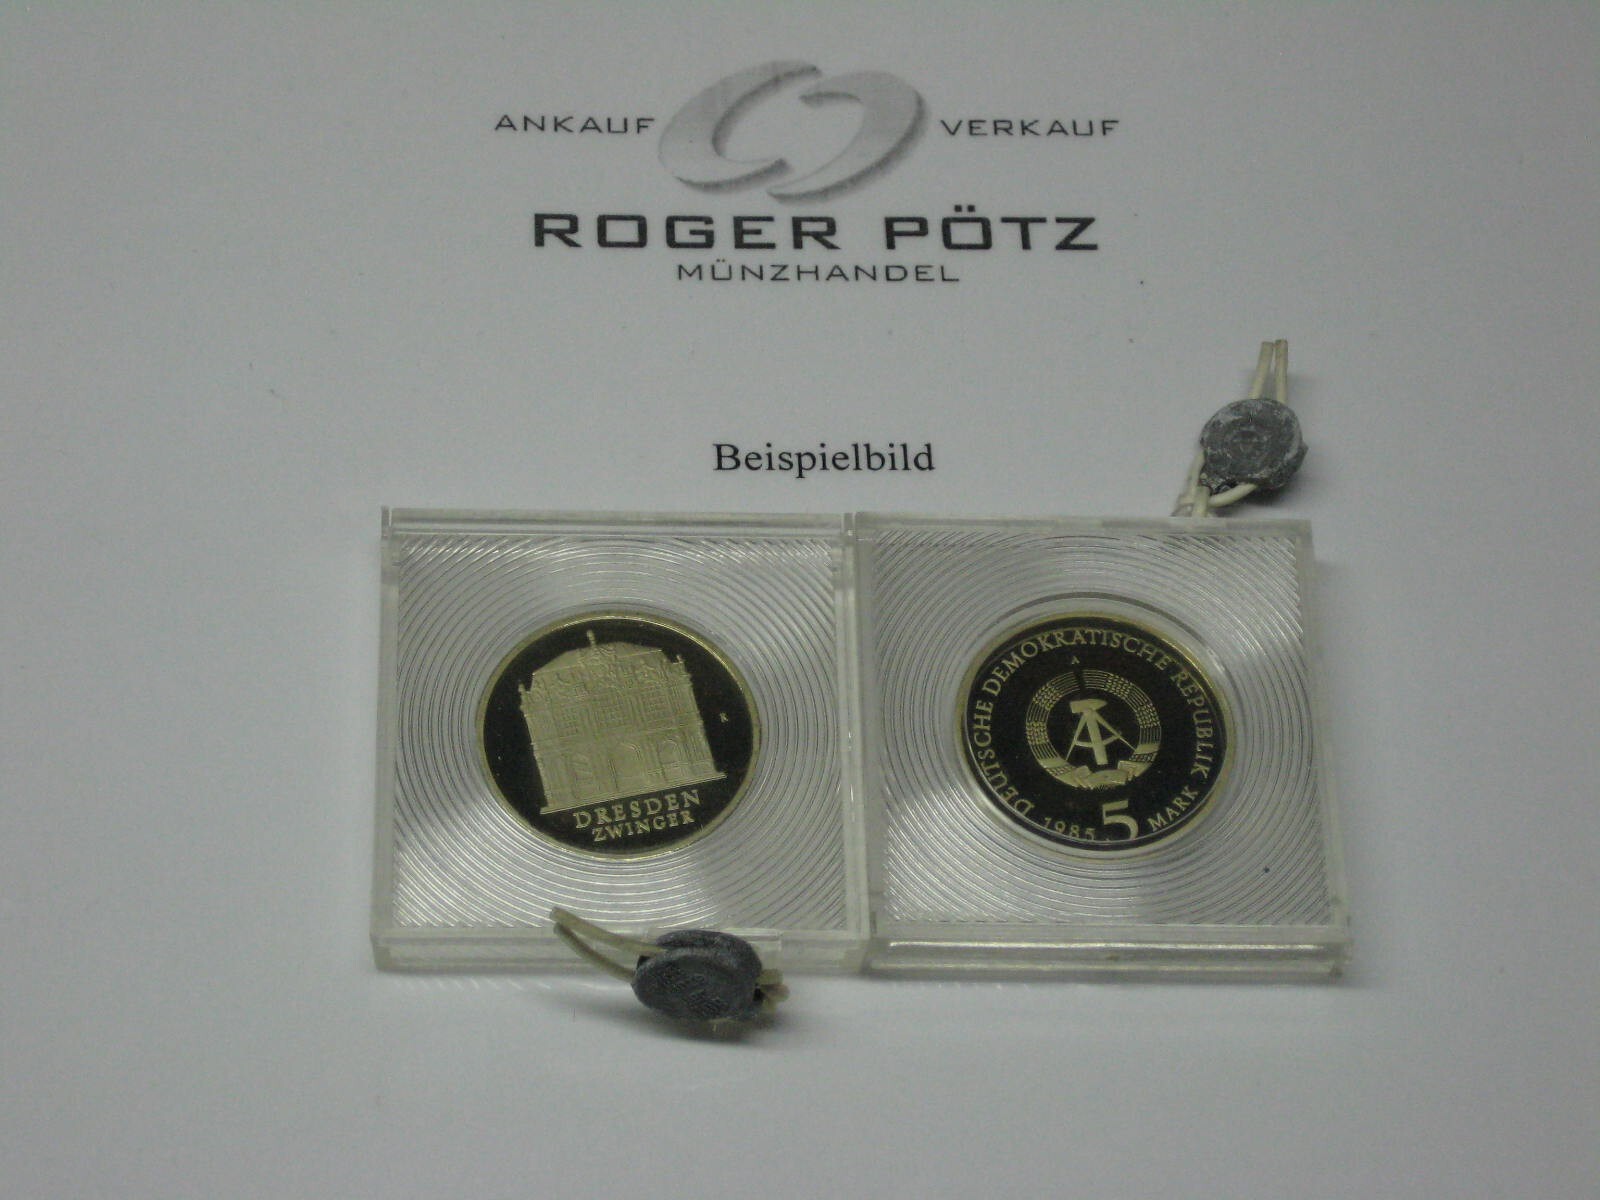 ANKAUF VERKAUF
ROGER PÖTZ
MÜNZHANDEL
Beispielbild
R
DRESDEN
ZWINGER
DEUTSCHE DEMOKRATISCHE REPUBLIK
A
1985 5 MARK